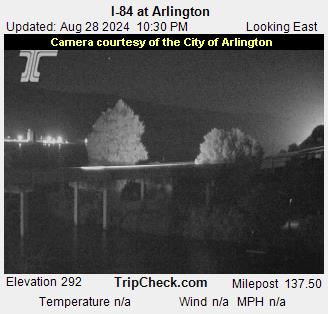 I-84 at Arlington
Updated: Aug 28 2024 10:30 PM Looking East
Camera courtesy of the City of Arlington
Elevation 292 TripCheck.com Milepost 137.50
Temperature n/a Wind n/a MPH n/a